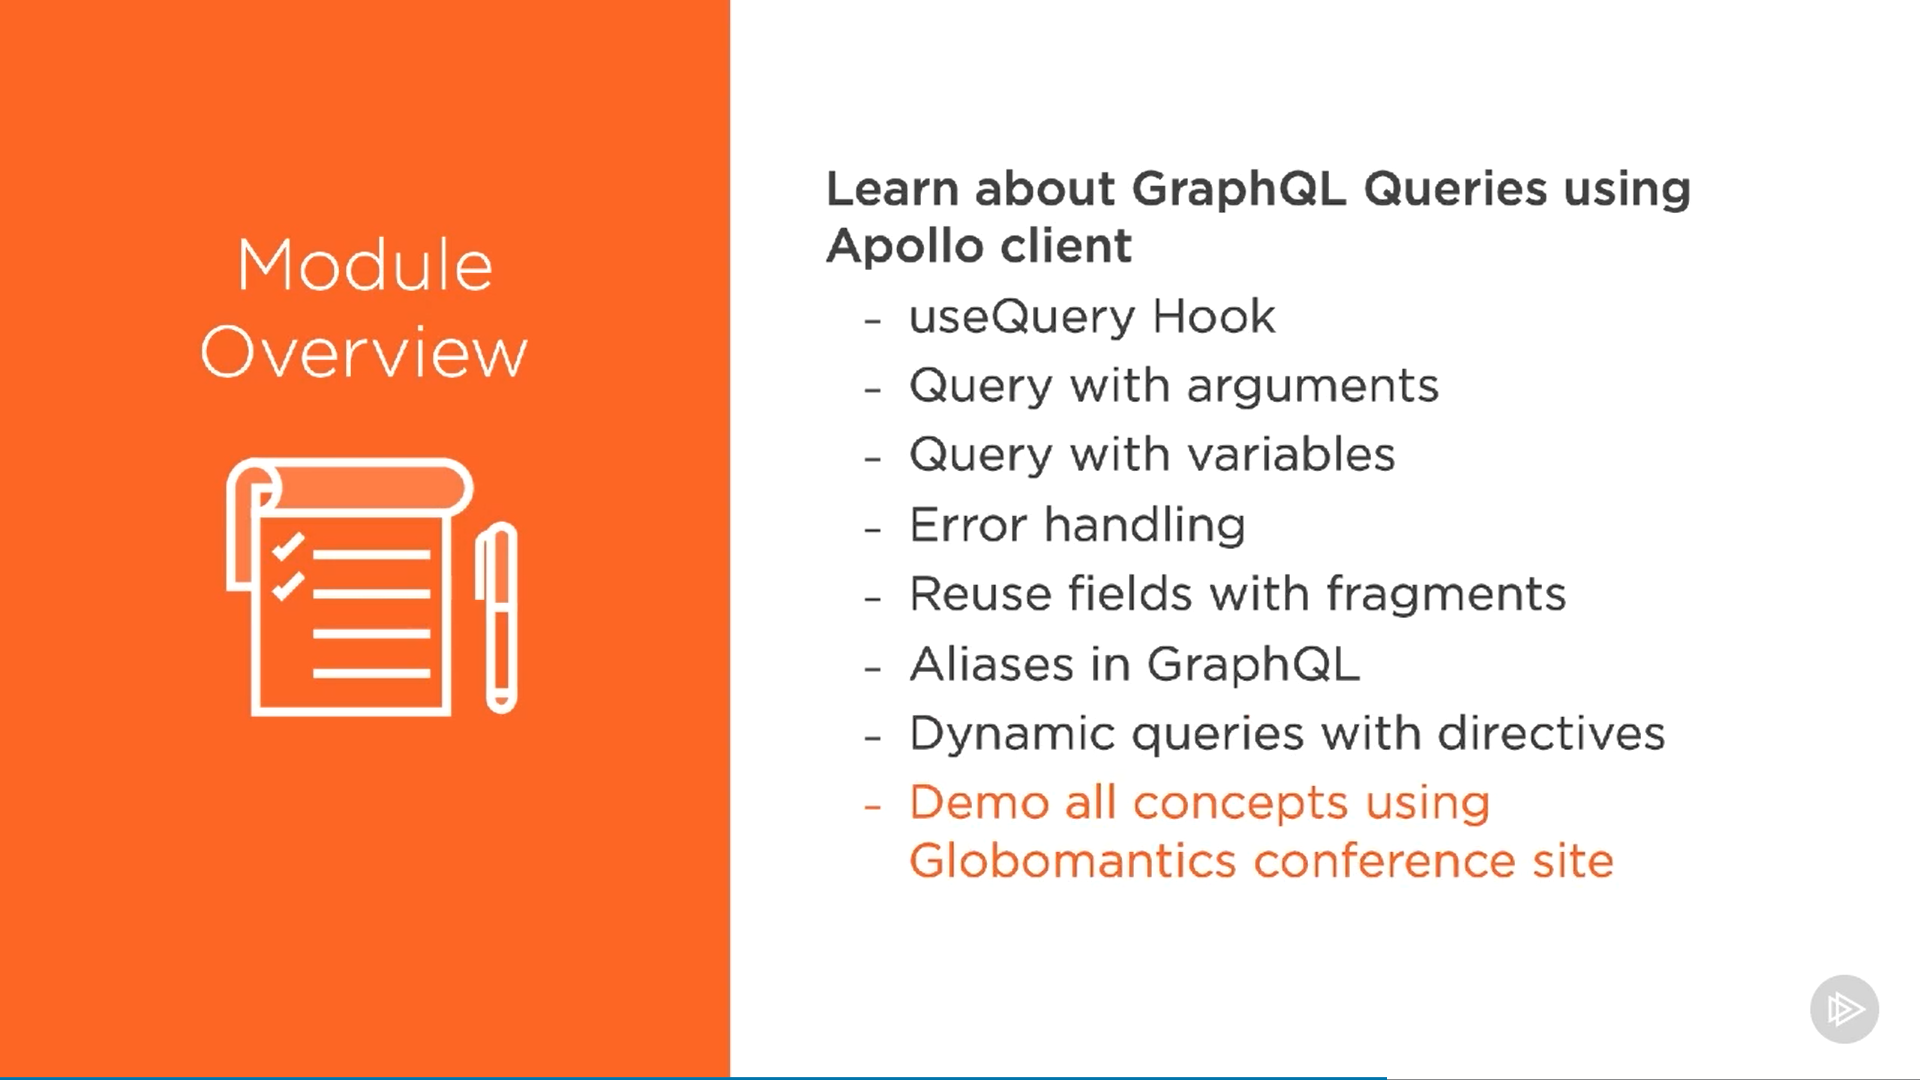 Module
Overview
Learn about GraphQL Queries using
Apollo client
- useQuery Hook
- Query with arguments
- Query with variables
- Error handling
- Reuse fields with fragments
- Aliases in GraphQL
- Dynamic queries with directives
- Demo all concepts using
Globomantics conference site